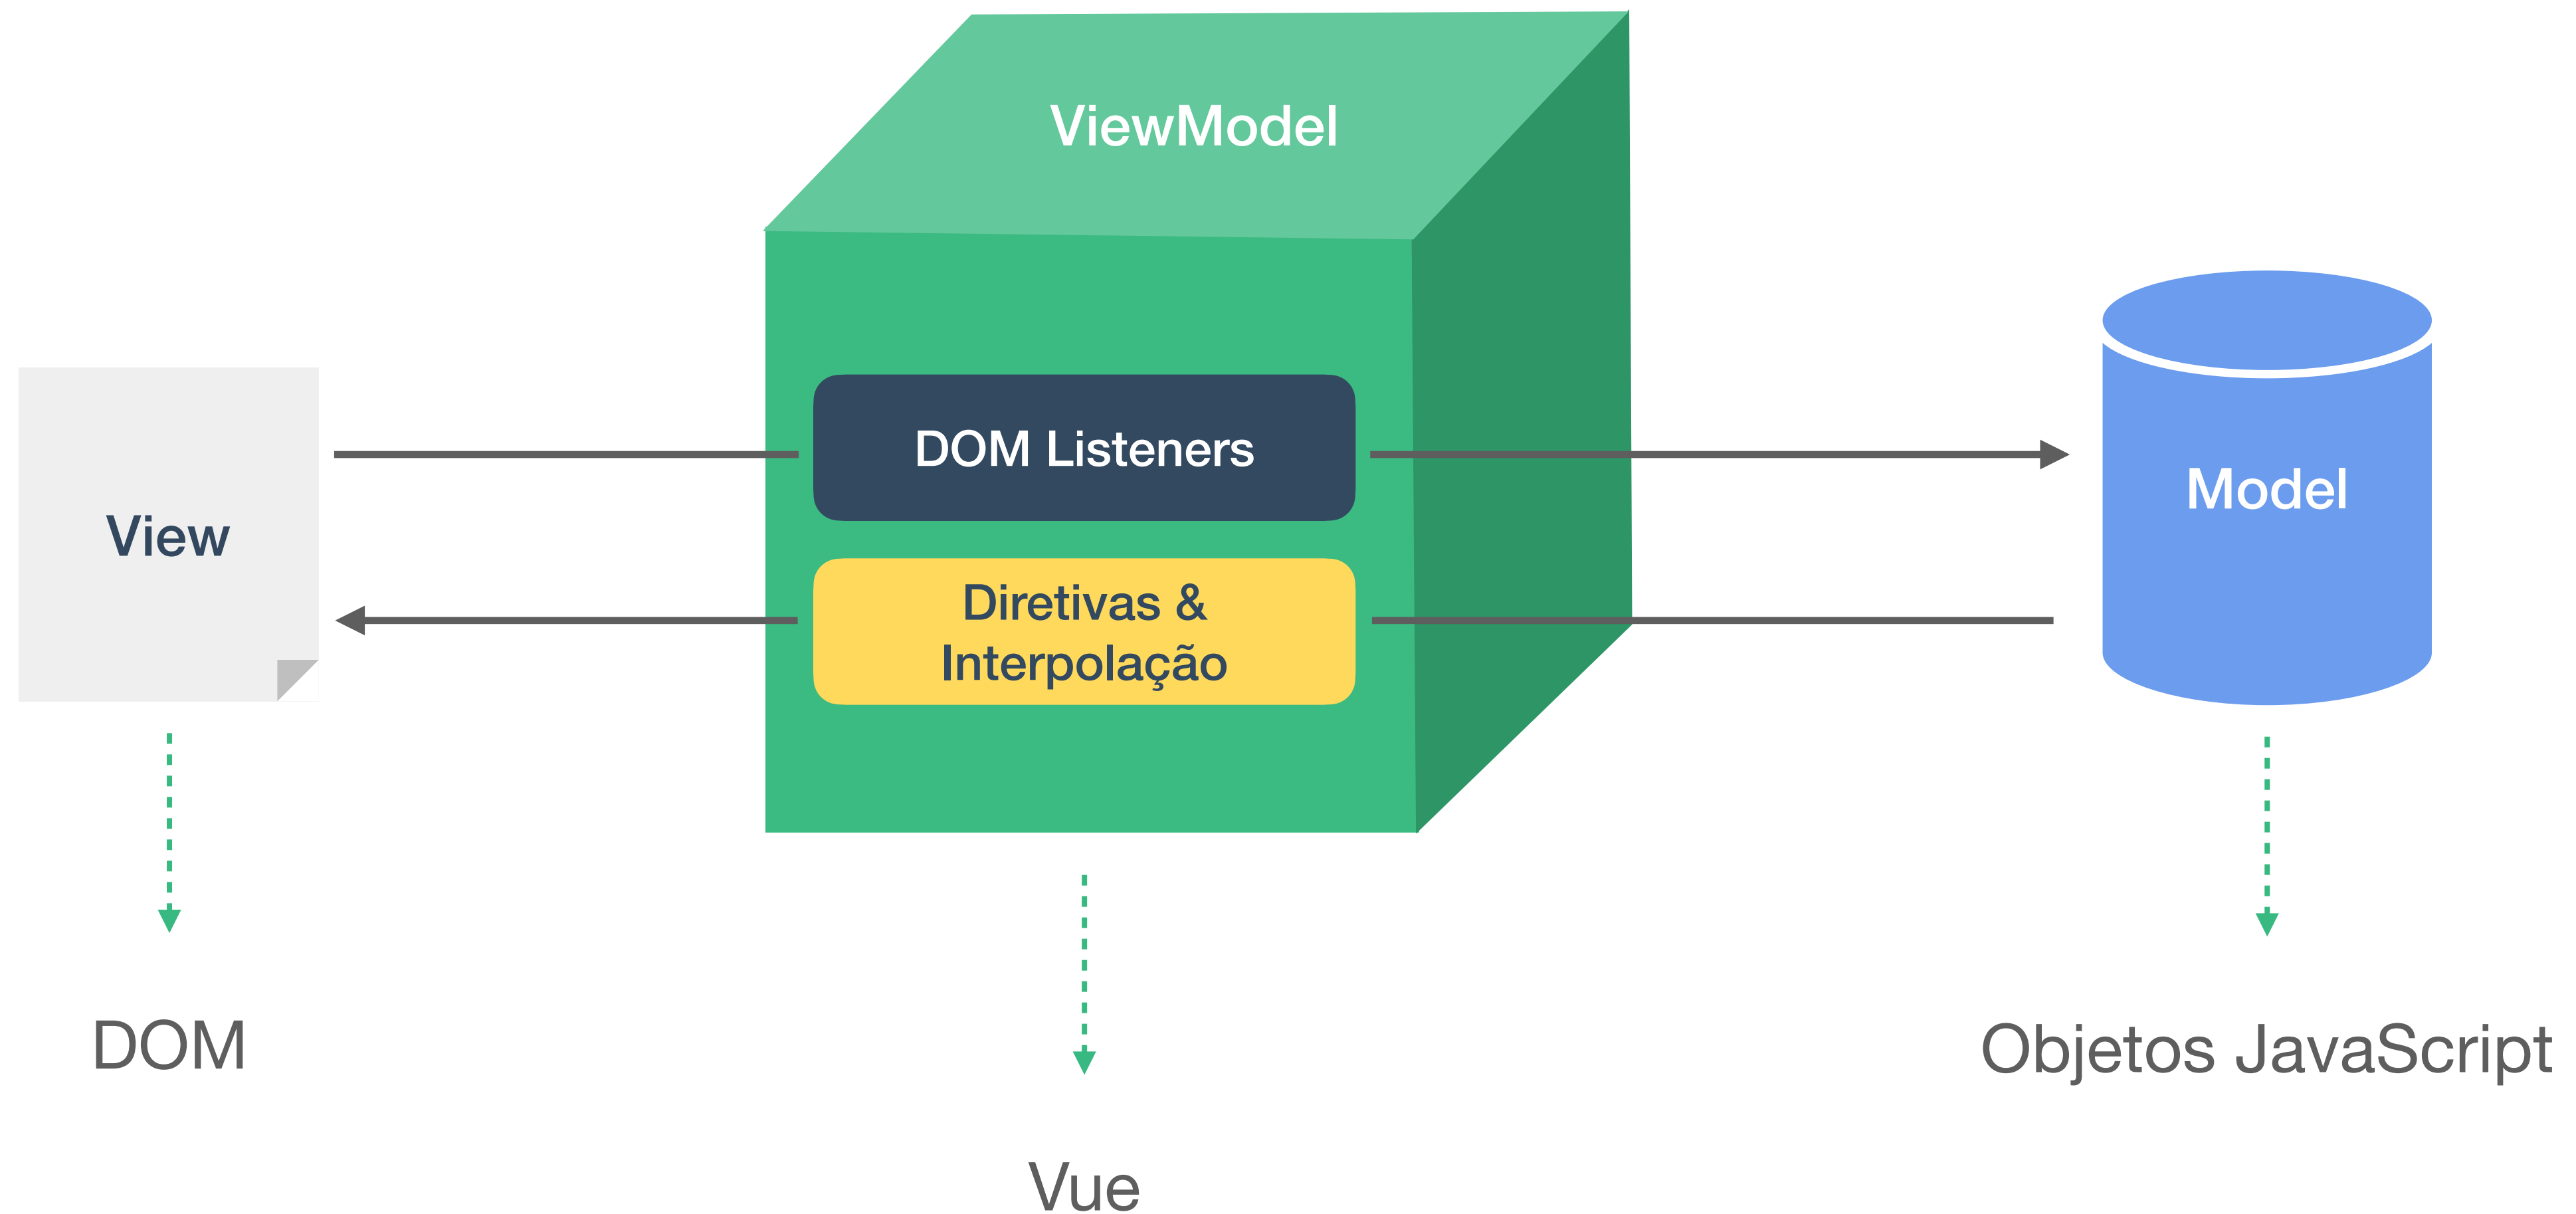 ViewModel
View
DOM Listeners
Diretivas &
Interpolação
Model
DOM
Vue
Objetos JavaScript